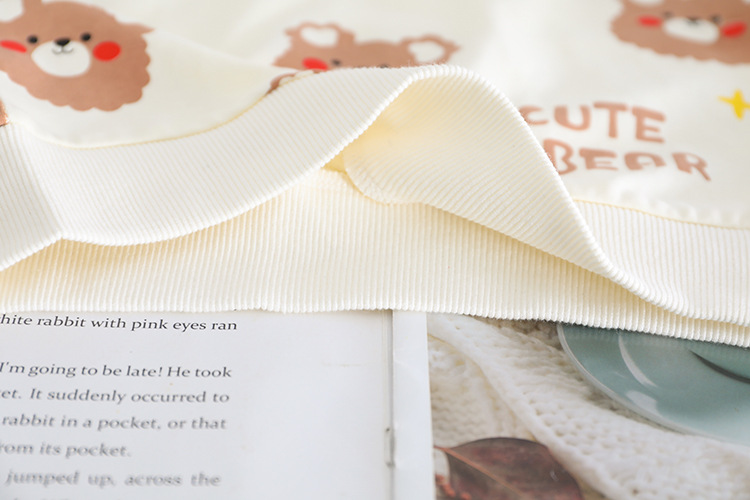 CUTE
BEAR
hite rabbit with pink eyes ran
I'm going to be late! He took
et. It suddenly occurred to
rabbit in a pocket, or that
rom its pocket.
jumped up, across the